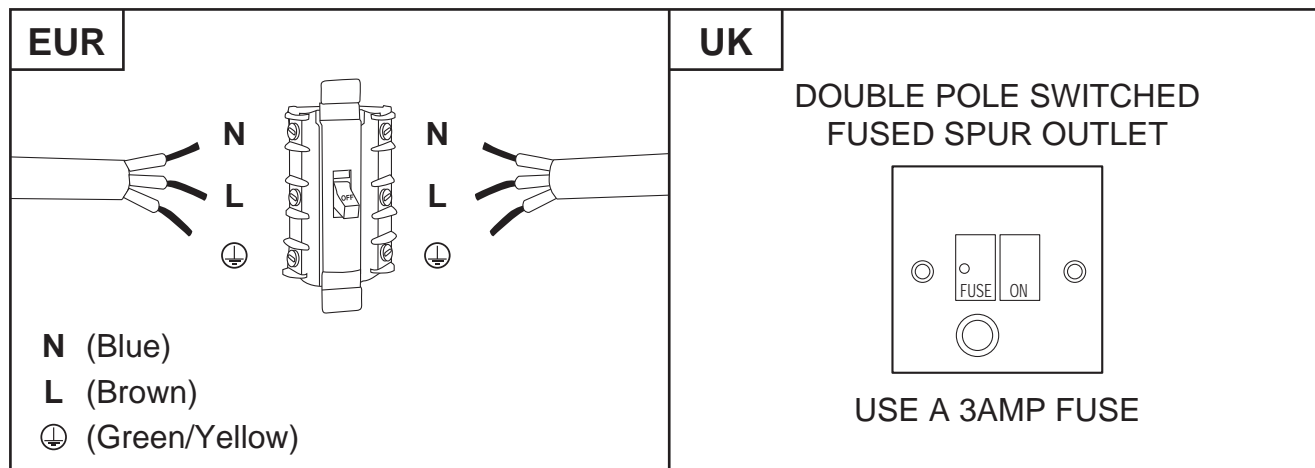 EUR
N
N
L
L
OFF
N (Blue)
L (Brown)
(Green/Yellow)
UK
DOUBLE POLE SWITCHED
FUSED SPUR OUTLET
FUSE ON
USE A 3AMP FUSE